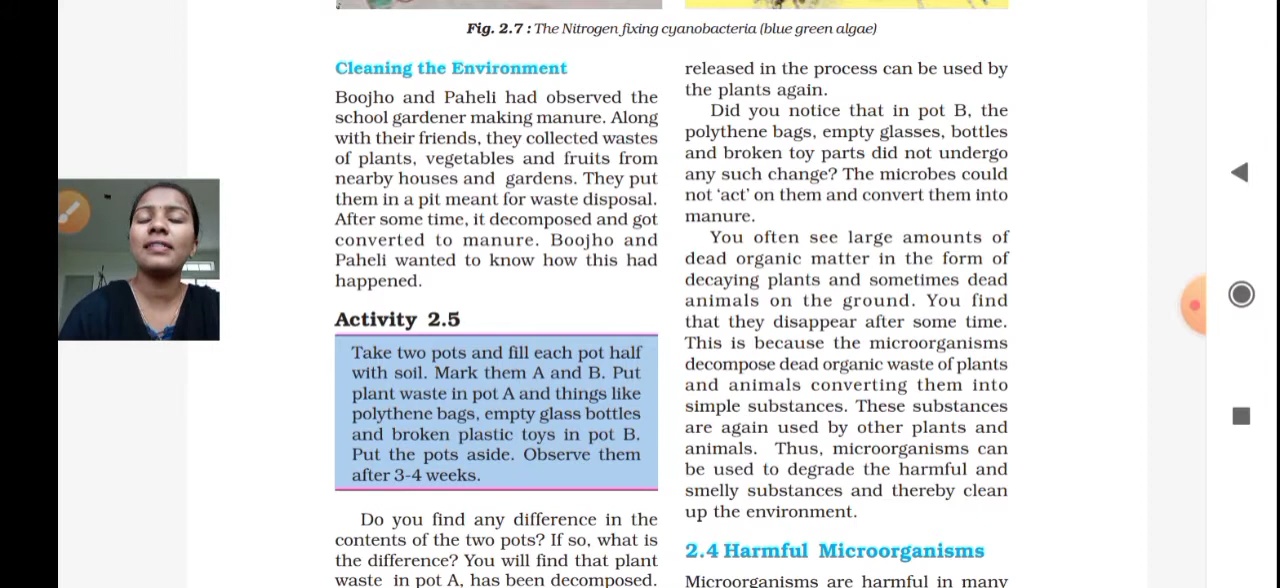 Fig. 2.7 : The Nitrogen fixing cyanobacteria (blue green algae)
Cleaning the Environment
Boojho and Paheli had observed the
school gardener making manure. Along
with their friends, they collected wastes
of plants, vegetables and fruits from
nearby houses and gardens. They put
them in a pit meant for waste disposal.
After some time, it decomposed and got
converted to manure. Boojho and
Paheli wanted to know how this had
happened.
Activity 2.5
Take two pots and fill each pot half
with soil. Mark them A and B. Put
plant waste in pot A and things like
polythene bags, empty glass bottles
and broken plastic toys in pot B.
Put the pots aside. Observe them
after 3-4 weeks.
Do you find any difference in the
contents of the two pots? If so, what is
the difference? You will find that plant
waste in pot A, has been decomposed.
released in the process can be used by
the plants again.
Did you notice that in pot B, the
polythene bags, empty glasses, bottles
and broken toy parts did not undergo
any such change? The microbes could
not ‘act’ on them and convert them into
manure.
You often see large amounts of
dead organic matter in the form of
decaying plants and sometimes dead
animals on the ground. You find
that they disappear after some time.
This is because the microorganisms
decompose dead organic waste of plants
and animals converting them into
simple substances. These substances
are again used by other plants and
animals. Thus, microorganisms can
be used to degrade the harmful and
smelly substances and thereby clean
up the environment.
2.4 Harmful Microorganisms
Microorganisms are harmful in many